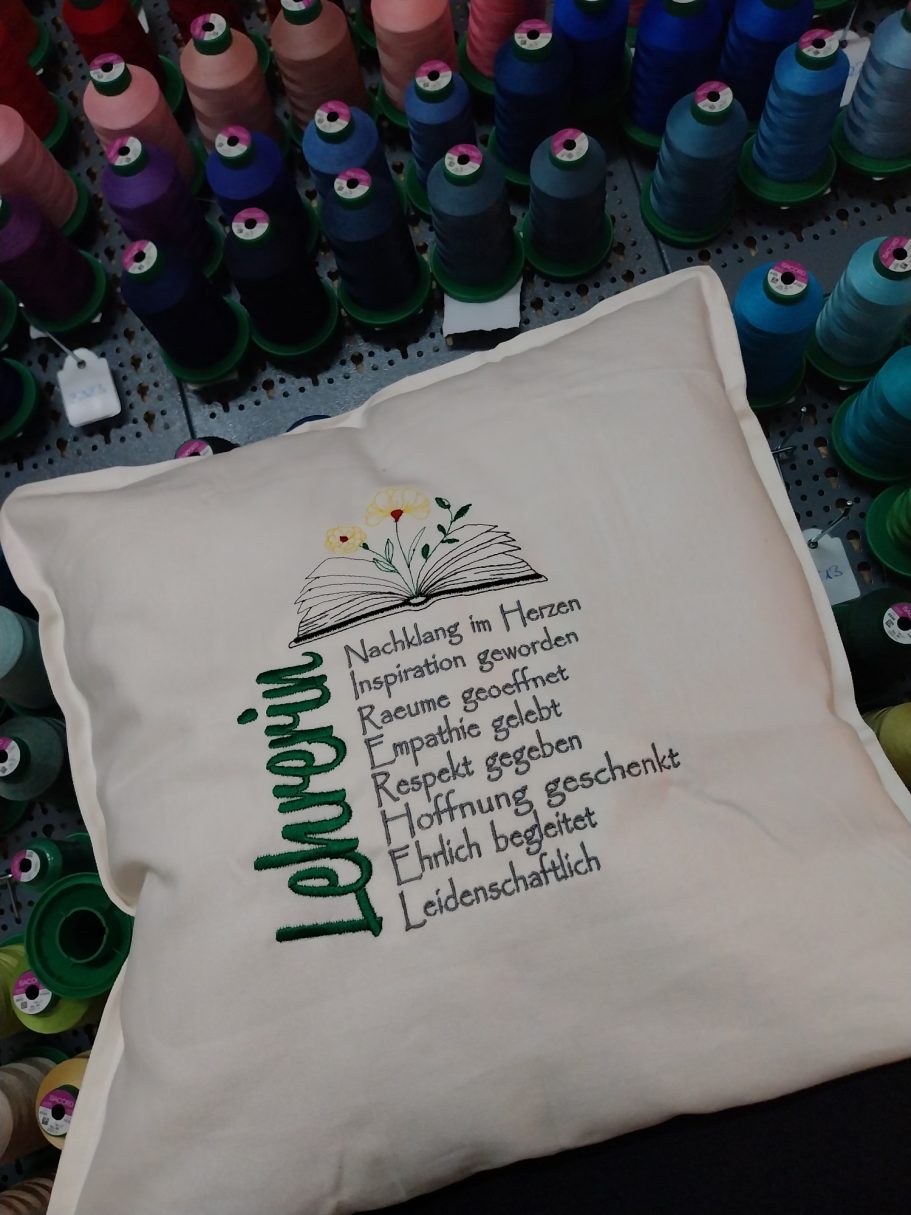 Lehrerin
Nachklang im Herzen
Inspiration geworden
Raeume geoeffnet
Empathie gelebt
Respekt gegeben
Hoffnung geschenkt
Ehrlich begleitet
Leidenschaftlich